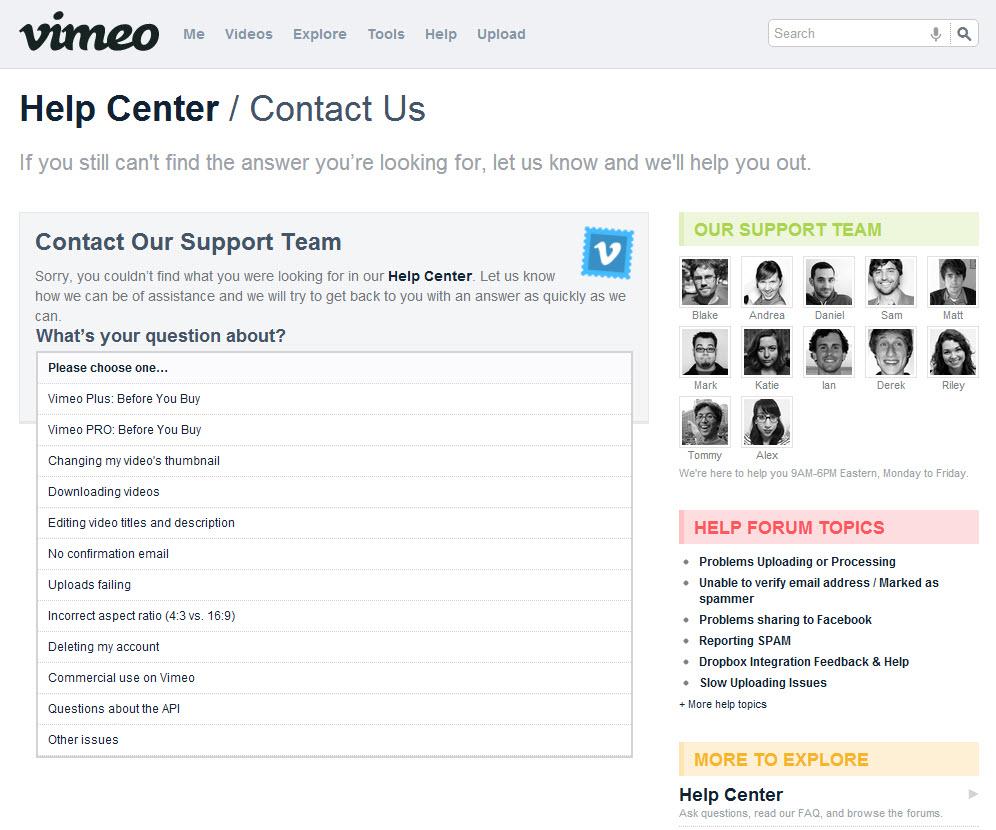 vimeo Me Videos Explore Tools Help Upload Search
Help Center / Contact Us
If you still can't find the answer you’re looking for, let us know and we'll help you out.
Contact Our Support Team
Sorry, you couldn’t find what you were looking for in our Help Center. Let us know
how we can be of assistance and we will try to get back to you with an answer as quickly as we
can.
What’s your question about?
Please choose one…
Vimeo Plus: Before You Buy
Vimeo PRO: Before You Buy
Changing my video's thumbnail
Downloading videos
Editing video titles and description
No confirmation email
Uploads failing
Incorrect aspect ratio (4:3 vs. 16:9)
Deleting my account
Commercial use on Vimeo
Questions about the API
Other issues
OUR SUPPORT TEAM
Blake Andrea Daniel Sam Matt
Mark Katie Ian Derek Riley
Tommy Alex
We're here to help you 9AM-6PM Eastern, Monday to Friday.
HELP FORUM TOPICS
Problems Uploading or Processing
Unable to verify email address / Marked as
spammer
Problems sharing to Facebook
Reporting SPAM
Dropbox Integration Feedback & Help
Slow Uploading Issues
+ More help topics
MORE TO EXPLORE
Help Center
Ask questions, read our FAQ, and browse the forums.